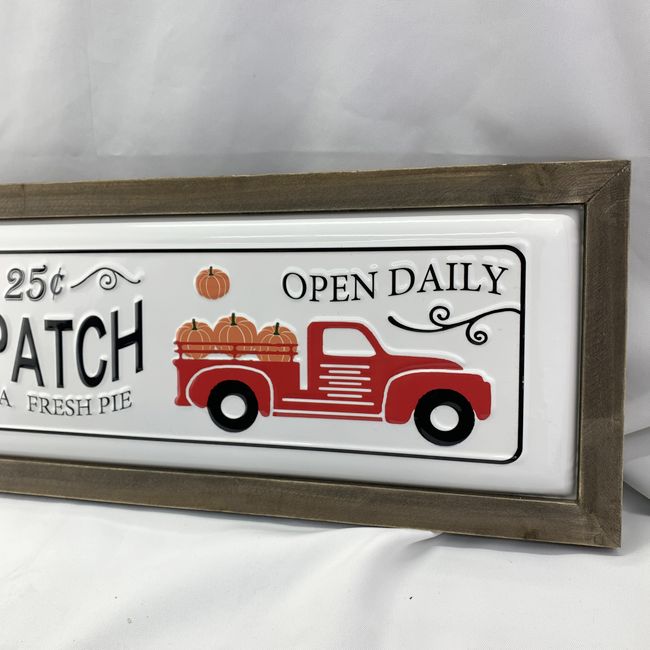 25¢
OPEN DAILY
PATCH
FRESH PIE